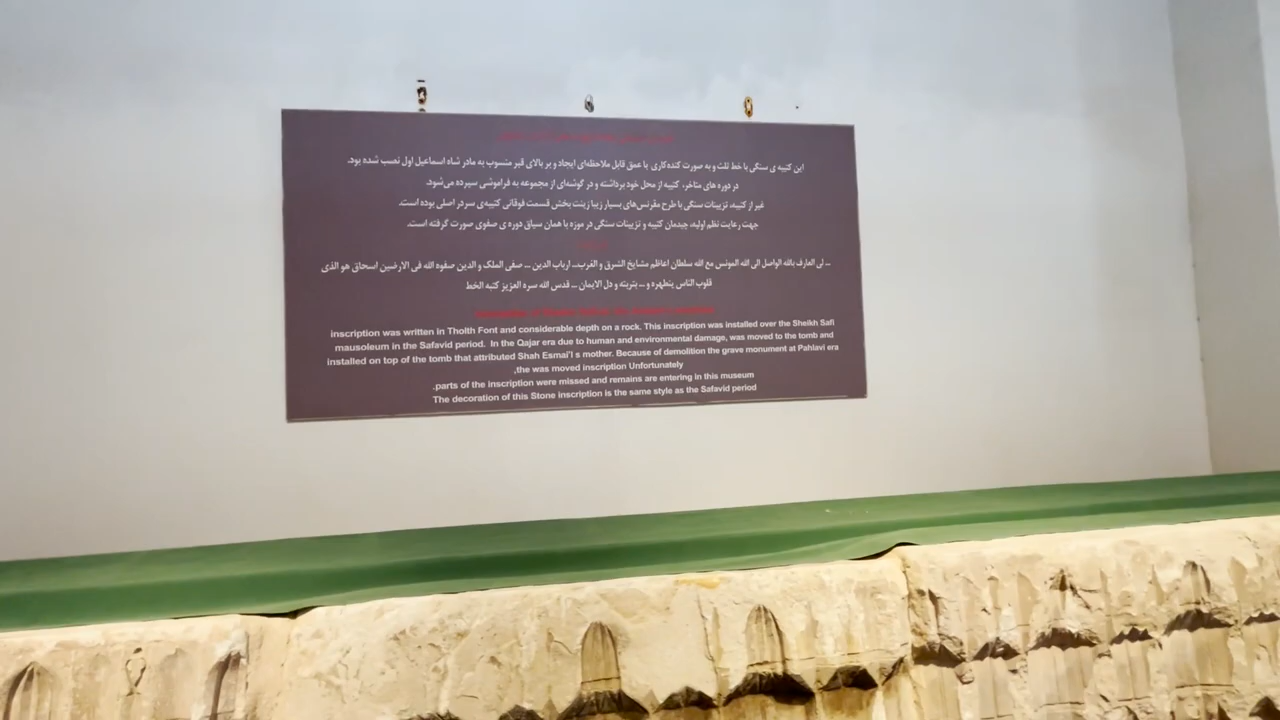 این کتیبه ی سنگی با خط ثلث و به صورت کنده‌کاری با عمق قابل ملاحظه‌ای ایجاد و بر بالای قبر منسوب به مادر شاه اسماعیل اول نصب شده بود.
در دوره های متاخر، کتیبه از محل خود برداشته و در گوشه‌ای از مجموعه به فراموشی سپرده می‌شود.
غیر از کتیبه، تزیینات سنگی با طرح مقرنس‌های بسیار زیبا زینت بخش قسمت فوقانی کتیبه‌ی سردر اصلی بوده است.
جهت رعایت نظم اولیه، چیدمان کتیبه و تزیینات سنگی در موزه با همان سیاق دوره ی صفوی صورت گرفته است.
... لی العارف بالله الواصل الی الله المونس مع الله سلطان اعاظم مشایخ الشرق و الغرب... ارباب الدین ... صفی الملک و الدین صفوه الله فی الارضین اسحاق هو الذی
قلوب الناس یتطهره و ... بتربته و دل الایمان ... قدس الله سره العزیز کتبه الخط
inscription was written in Tholth Font and considerable depth on a rock. This inscription was installed over the Sheikh Safi
mausoleum in the Safavid period. In the Qajar era due to human and environmental damage, was moved to the tomb and
installed on top of the tomb that attributed Shah Esmai'l s mother. Because of demolition the grave monument at Pahlavi era
,the was moved inscription Unfortunately
.parts of the inscription were missed and remains are entering in this museum
The decoration of this Stone inscription is the same style as the Safavid period